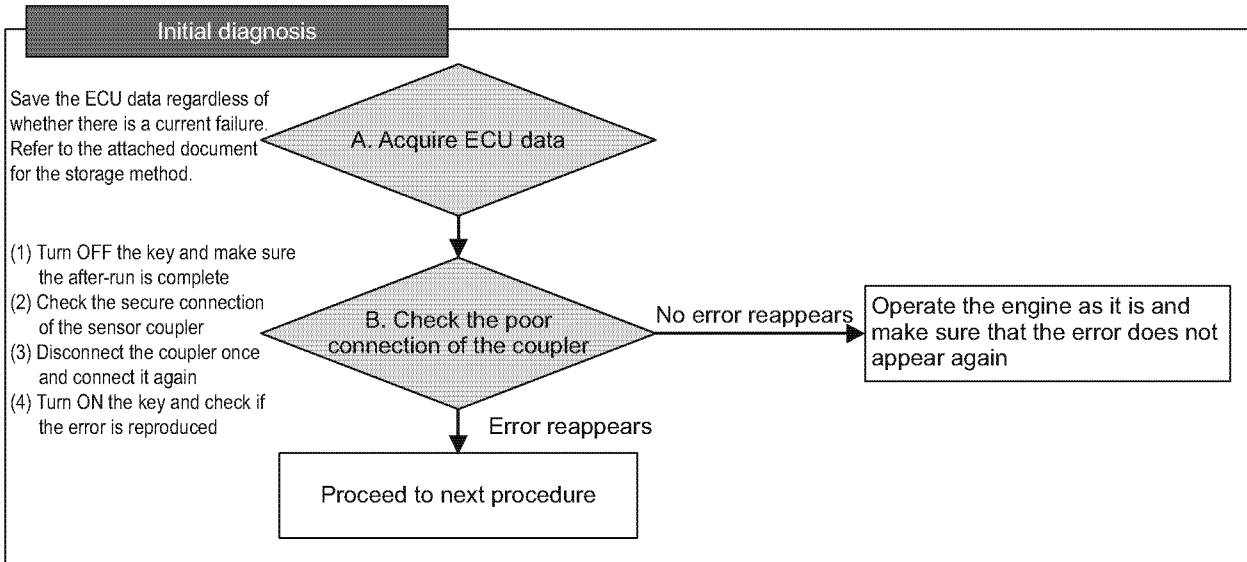 Initial diagnosis
Save the ECU data regardless of
whether there is a current failure.
Refer to the attached document
for the storage method.
A. Acquire ECU data
(1) Turn OFF the key and make sure
the after-run is complete
(2) Check the secure connection
of the sensor coupler
(3) Disconnect the coupler once
and connect it again
(4) Turn ON the key and check if
the error is reproduced
B. Check the poor
connection of the coupler
No error reappears
Operate the engine as it is and
make sure that the error does not
appear again
Error reappears
Proceed to next procedure